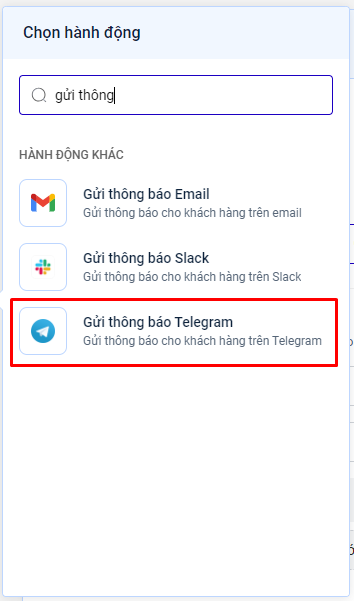 Chọn hành động
gửi thông
HÀNH ĐỘNG KHÁC
Gửi thông báo Email
Gửi thông báo cho khách hàng trên email
Gửi thông báo Slack
Gửi thông báo cho khách hàng trên Slack
Gửi thông báo Telegram
Gửi thông báo cho khách hàng trên Telegram